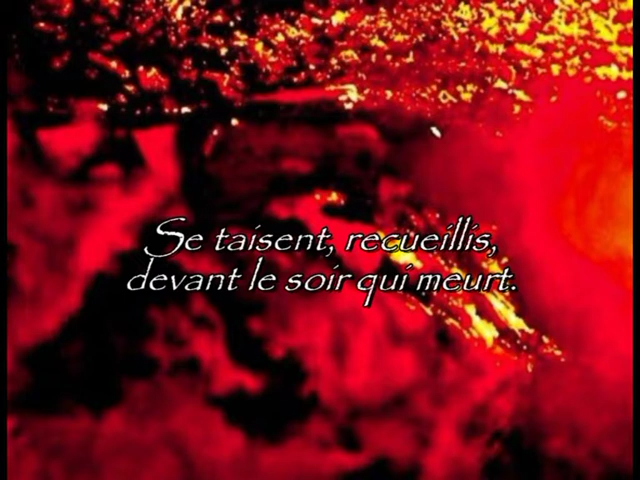 Se taisent, recueillis,
devant le soir qui meurt.